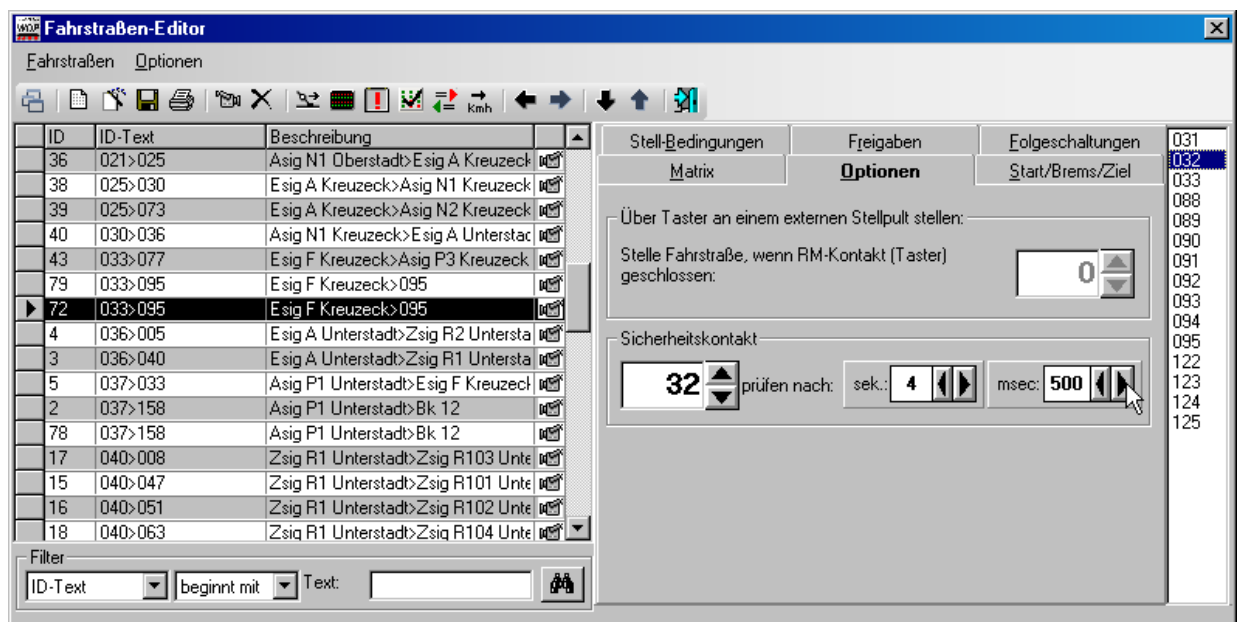 Fahrstraßen-Editor
Fahrstraßen Optionen
Kmh
ID ID-Text Beschreibung
36 021>025 Asig N1 Oberstadt>Esig A Kreuzeck
38 025>030 Esig A Kreuzeck>Asig N1 Kreuzeck
39 025>073 Esig A Kreuzeck>Asig N2 Kreuzeck
40 030>036 Asig N1 Kreuzeck>Esig A Unterstac
43 033>077 Esig F Kreuzeck>Asig P3 Kreuzeck
79 033>095 Esig F Kreuzeck>095
72 033>095 Esig F Kreuzeck>095
4 036>005 Esig A Unterstadt>Zsig R2 Untersta
3 036>040 Esig A Unterstadt>Zsig R1 Untersta
5 037>033 Asig P1 Unterstadt>Esig F Kreuzeck
2 037>158 Asig P1 Unterstadt>Bk 12
78 037>158 Asig P1 Unterstadt>Bk 12
17 040>008 Zsig R1 Unterstadt>Zsig R103 Unte
15 040>047 Zsig R1 Unterstadt>Zsig R101 Unte
16 040>051 Zsig R1 Unterstadt>Zsig R102 Unte
18 040>063 Zsig R1 Unterstadt>Zsig R104 Unte
Filter
ID-Text beginnt mit Text:
Stell-Bedingungen Freigaben Folgeschaltungen
Matrix Optionen Start/Brems/Ziel
Über Taster an einem externen Stellpult stellen:
Stelle Fahrstraße, wenn RM-Kontakt (Taster)
geschlossen:
0
Sicherheitskontakt
32 prüfen nach: sek.: 4 msec: 500
031
032
033
088
089
090
091
092
093
094
095
122
123
124
125